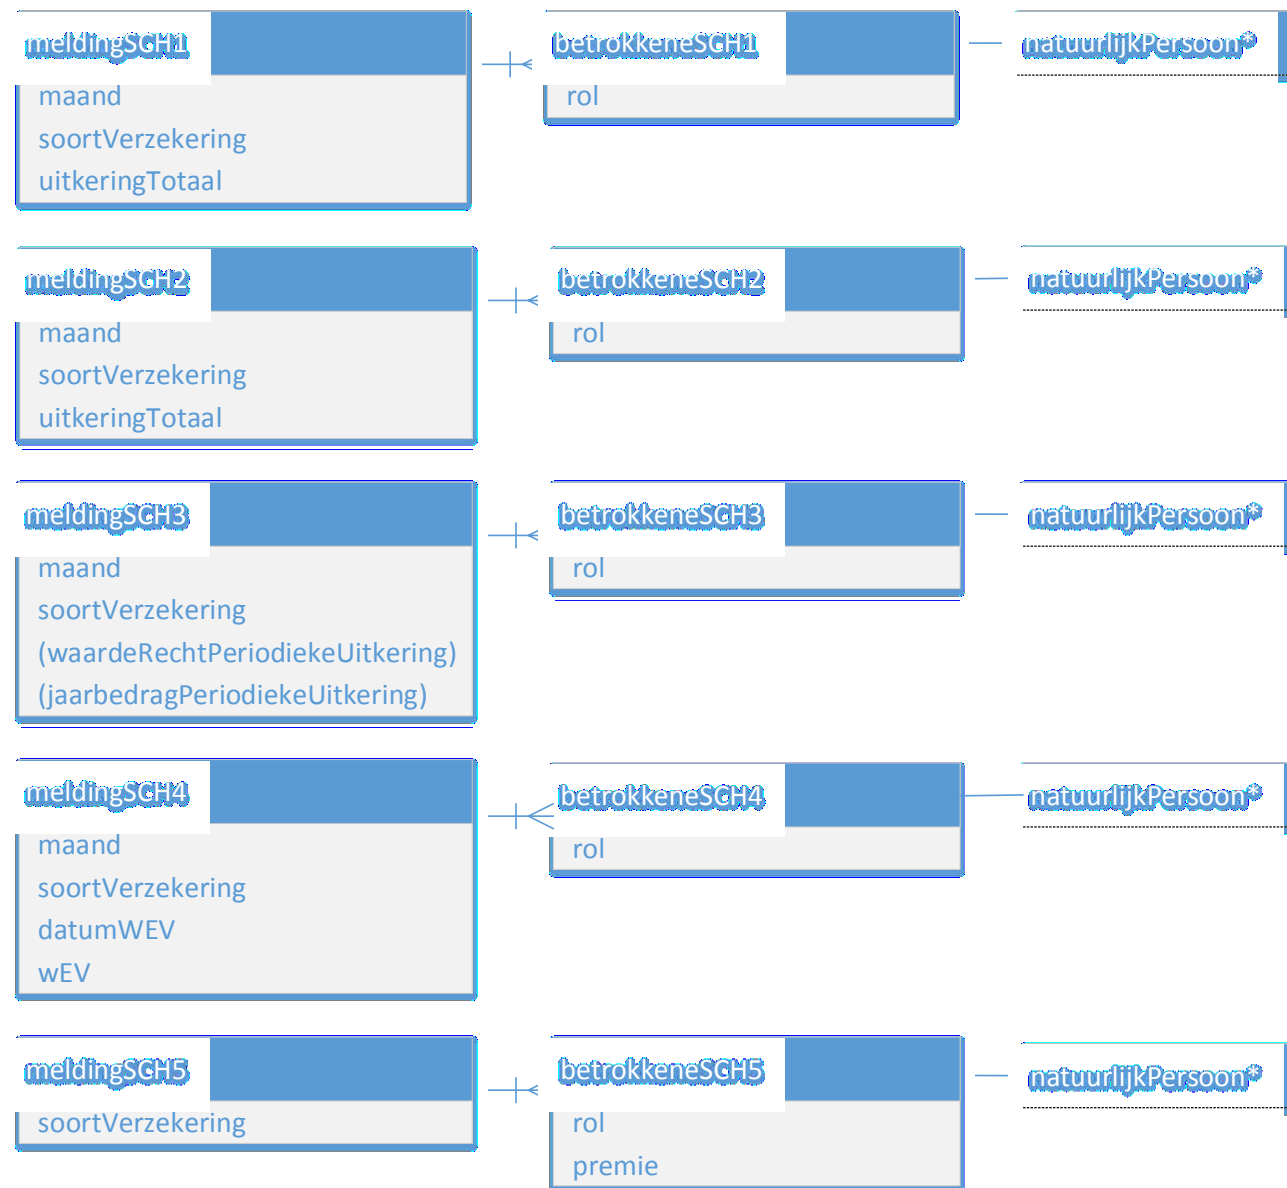 meldingSCH1
maand
soortVerzekering
uitkeringTotaal
betrokkeneSCH1
rol
natuurlijkPersoon*
meldingSCH2
maand
soortVerzekering
uitkeringTotaal
betrokkeneSCH2
rol
natuurlijkPersoon*
meldingSCH3
maand
soortVerzekering
(waardeRechtPeriodiekeUitkering)
(jaarbedragPeriodiekeUitkering)
betrokkeneSCH3
rol
natuurlijkPersoon*
meldingSCH4
maand
soortVerzekering
datumWEV
wEV
betrokkeneSCH4
rol
natuurlijkPersoon*
meldingSCH5
soortVerzekering
betrokkeneSCH5
rol
premie
natuurlijkPersoon*